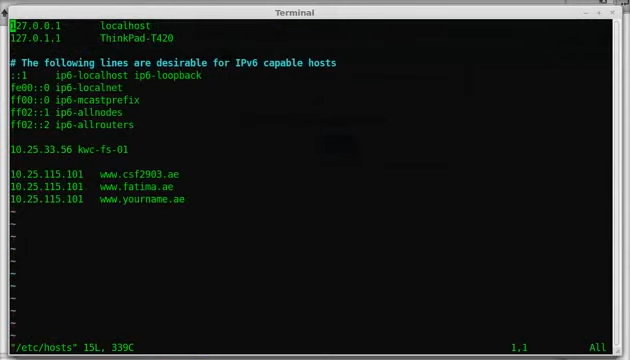 Terminal
127.0.0.1 localhost
127.0.1.1 ThinkPad-T420
# The following lines are desirable for IPv6 capable hosts
::1 ip6-localhost ip6-loopback
fe00::0 ip6-localnet
ff00::0 ip6-mcastprefix
ff02::1 ip6-allnodes
ff02::2 ip6-allrouters
10.25.33.56 kwc-fs-01
10.25.115.101 www.csf2903.ae
10.25.115.101 www.fatima.ae
10.25.115.101 www.yourname.ae
~
~
~
~
~
~
~
~
~
~
~
"/etc/hosts" 15L, 339C 1,1 All